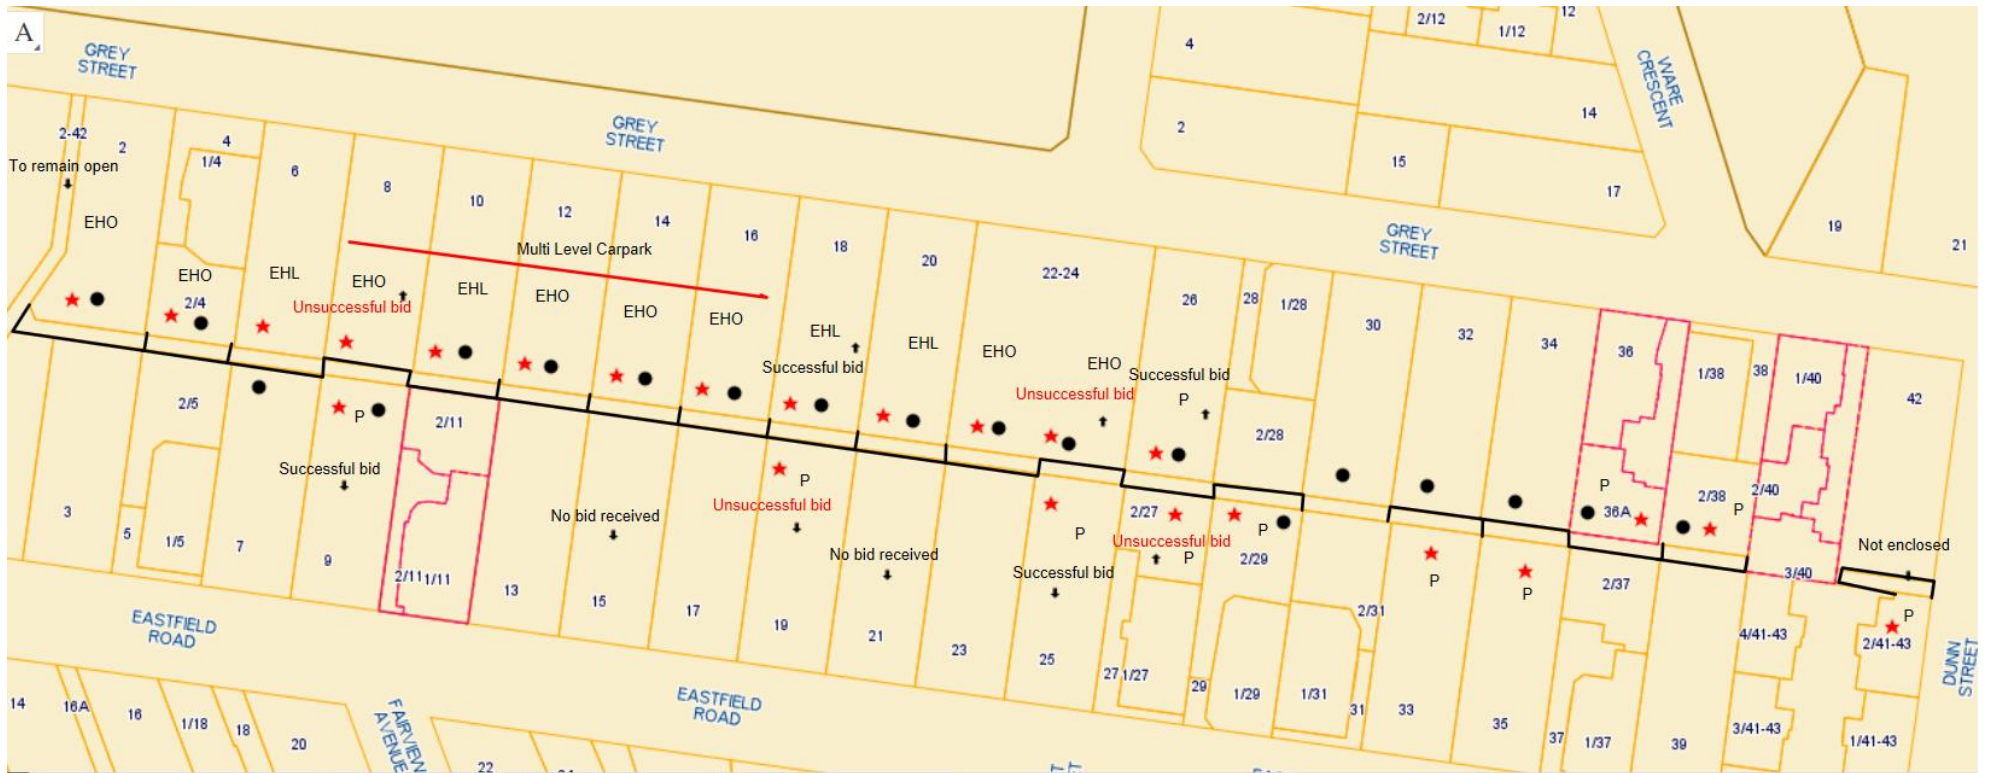 A
GREY
STREET
GREY
STREET
4
2/12
1/12
12
WARE
CRESCENT
2
14
15
17
19
21
GREY
STREET
2-42
2
4
1/4
6
8
10
12
14
16
18
20
22-24
26
28
1/28
30
32
34
36
1/38
38
1/40
42
To remain open
EHO
EHO
2/4
EHL
EHO
Unsuccessful bid
Multi Level Carpark
EHL
EHO
EHO
EHO
EHL
Successful bid
EHL
EHO
EHO
Unsuccessful bid
Successful bid
P
2/28
P
36A
2/38
P
2/40
Not enclosed
3
2/5
5
1/5
7
P
Successful bid
9
2/11
2/11
1/11
13
No bid received
15
17
P
Unsuccessful bid
19
No bid received
21
23
P
Successful bid
25
2/27
Unsuccessful bid
P
27
1/27
P
2/29
29
1/29
2/31
1/31
31
P
33
P
35
2/37
37
1/37
39
3/40
4/41-43
3/41-43
P
2/41-43
1/41-43
DUNN
STREET
EASTFIELD
ROAD
EASTFIELD
ROAD
14
16A
16
1/18
18
20
FAIRVIEW
AVENUE
22